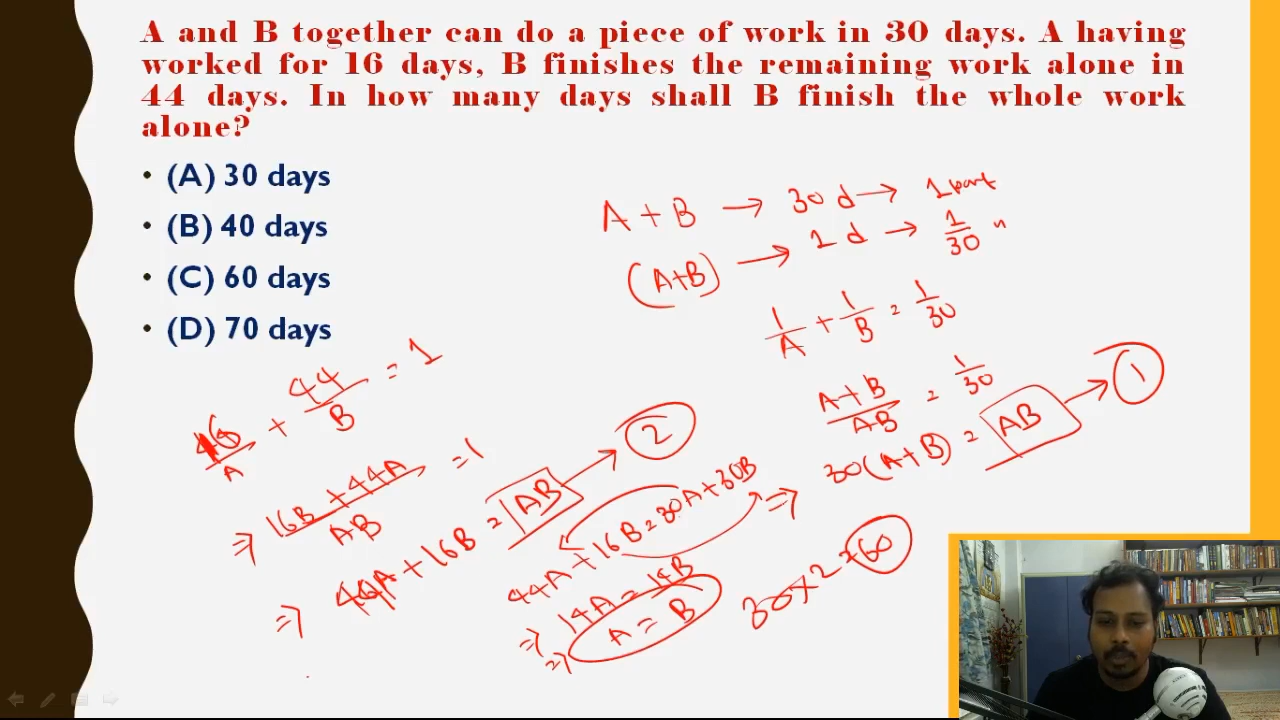 A and B together can do a piece of work in 30 days. A having
worked for 16 days, B finishes the remaining work alone in
44 days. In how many days shall B finish the whole work
alone?
• (A) 30 days
• (B) 40 days
• (C) 60 days
• (D) 70 days
A + B → 30 d → 1 part
(A+B) → 1 d → 1/30 "
1/A + 1/B = 1/30
(A+B)/AB = 1/30
30(A+B) = AB → 1
16/A + 44/B = 1
⇒ (16B + 44A)/AB = 1
⇒ 44A + 16B = AB → 2
44A + 16B = 30A + 30B ⇒
⇒ 14A = 14B
⇒ A = B
30 × 2 = 60